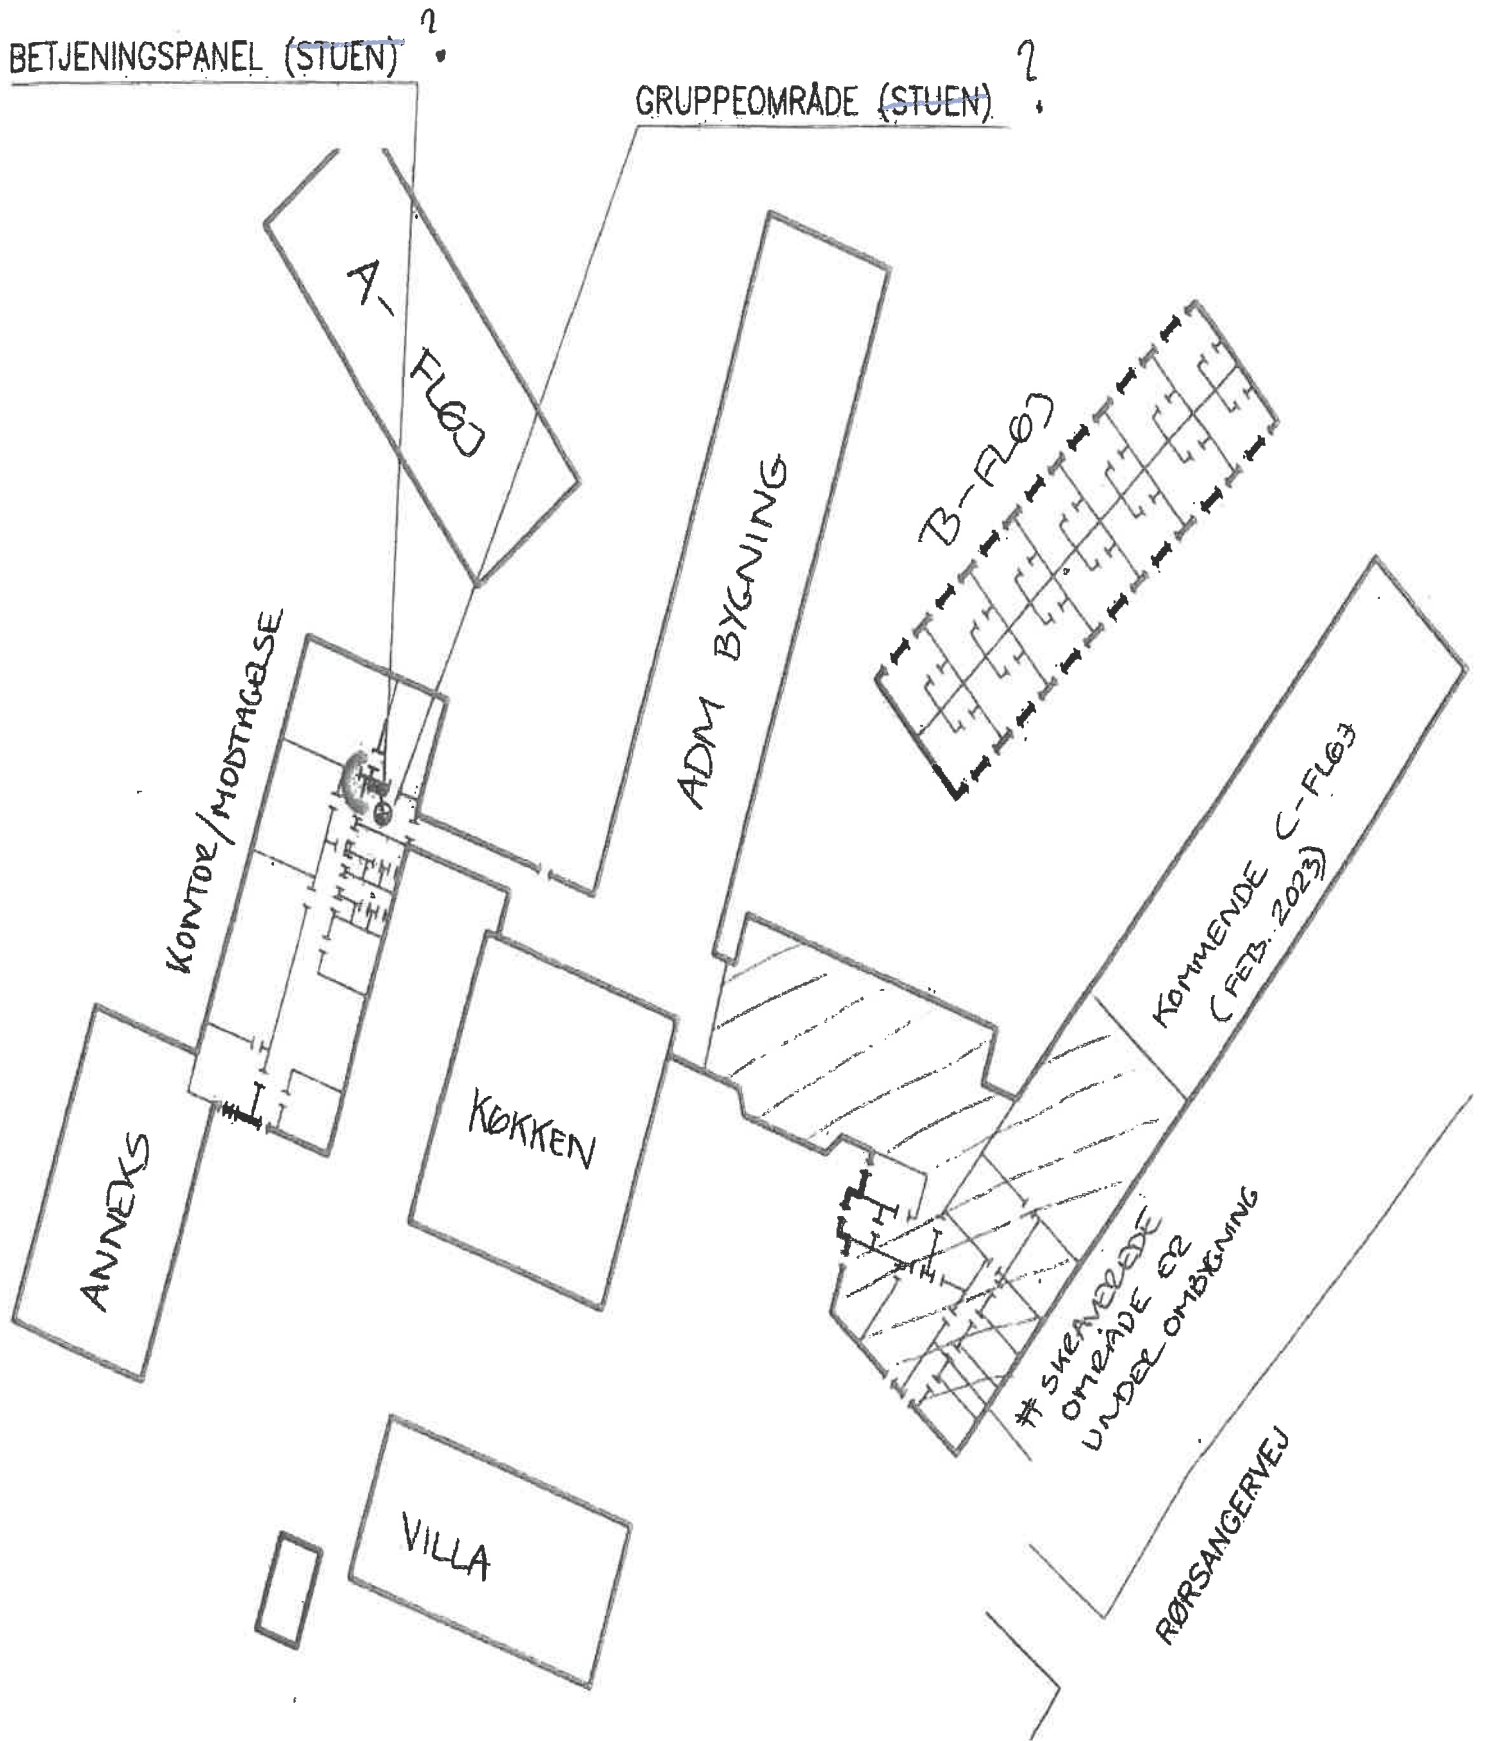 BETJENINGSPANEL (STUEN) ?
GRUPPEOMRÅDE (STUEN) ?
A-
FLØJ
B-FLØJ
ADM BYGNING
KONTOR/MODTAGELSE
KOMMENDE C-FLØJ
(FEB. 2023)
KØKKEN
ANNEKS
# SKRAVEREDE
OMRÅDE ER
UNDER OMBYGNING
VILLA
RØRSANGERVEJ